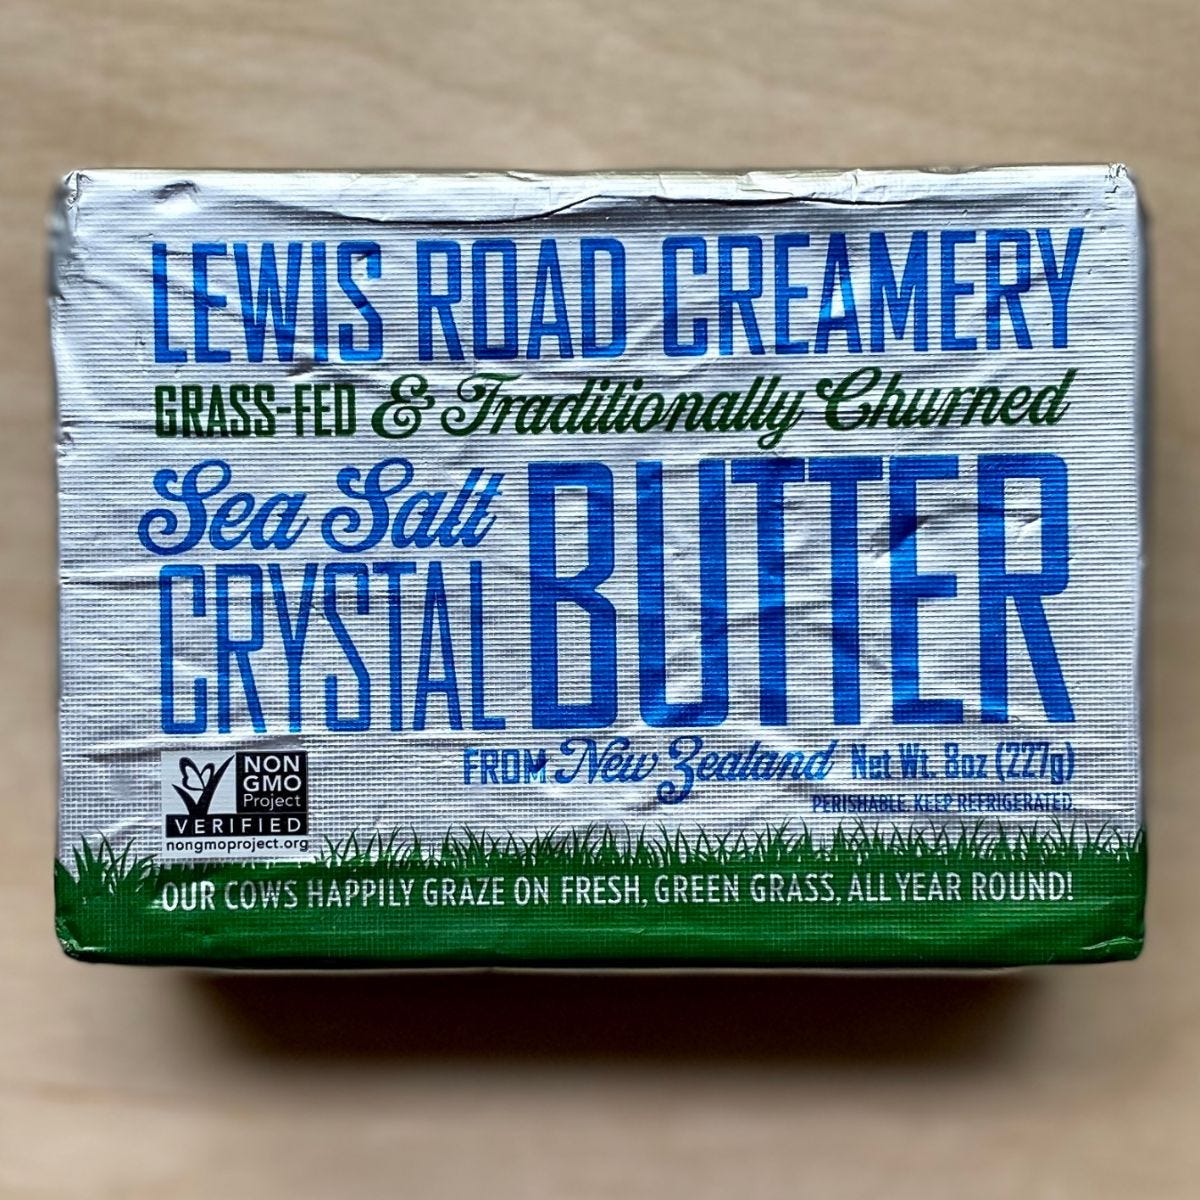 LEWIS ROAD CREAMERY
GRASS-FED & Traditionally Churned
Sea Salt
CRYSTAL BUTTER
FROM New Zealand Net Wt. 8oz (227g)
PERISHABLE. KEEP REFRIGERATED.
NON
GMO
Project
VERIFIED
nongmoproject.org
OUR COWS HAPPILY GRAZE ON FRESH, GREEN GRASS, ALL YEAR ROUND!